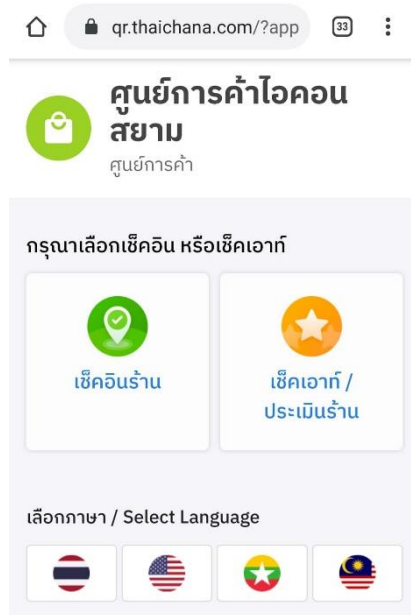 qr.thaichana.com/?app
33
ศูนย์การค้าไอคอน
สยาม
ศูนย์การค้า
กรุณาเลือกเช็คอิน หรือเช็คเอาท์
เช็คอินร้าน
เช็คเอาท์ /
ประเมินร้าน
เลือกภาษา / Select Language